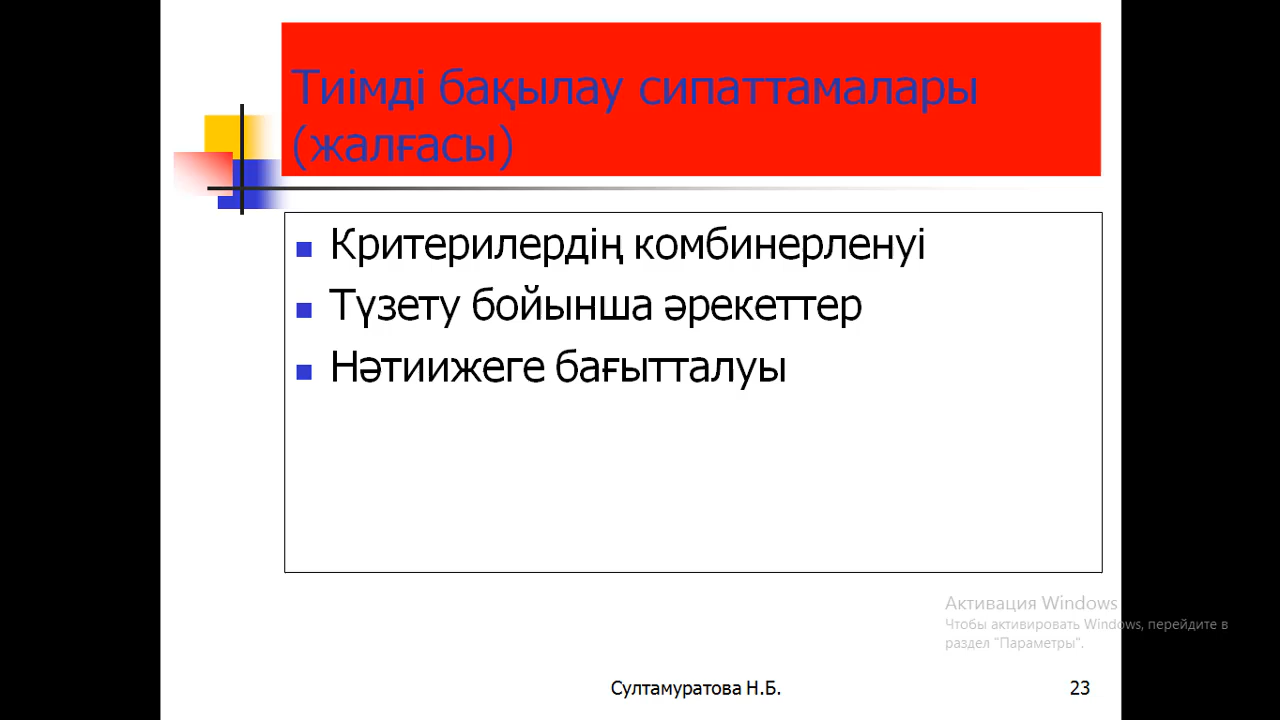 Тиімді бақылау сипаттамалары
(жалғасы)
Критерилердің комбинерленуі
Түзету бойынша әрекеттер
Нәтиижеге бағытталуы
Активация Windows
Чтобы активировать Windows, перейдите в
раздел "Параметры".
Султамуратова Н.Б.
23